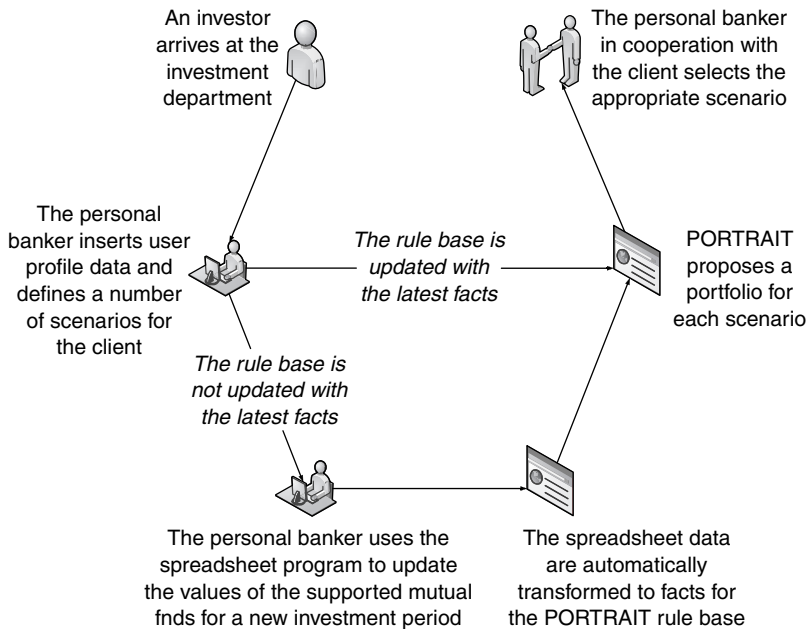 An investor
arrives at the
investment
department
The personal banker
in cooperation with
the client selects the
appropriate scenario
The personal
banker inserts user
profile data and
defines a number
of scenarios for
the client
The rule base is
updated with
the latest facts
PORTRAIT
proposes a
portfolio for
each scenario
The rule base is
not updated with
the latest facts
The personal banker uses the
spreadsheet program to update
the values of the supported mutual
fnds for a new investment period
The spreadsheet data
are automatically
transformed to facts for
the PORTRAIT rule base